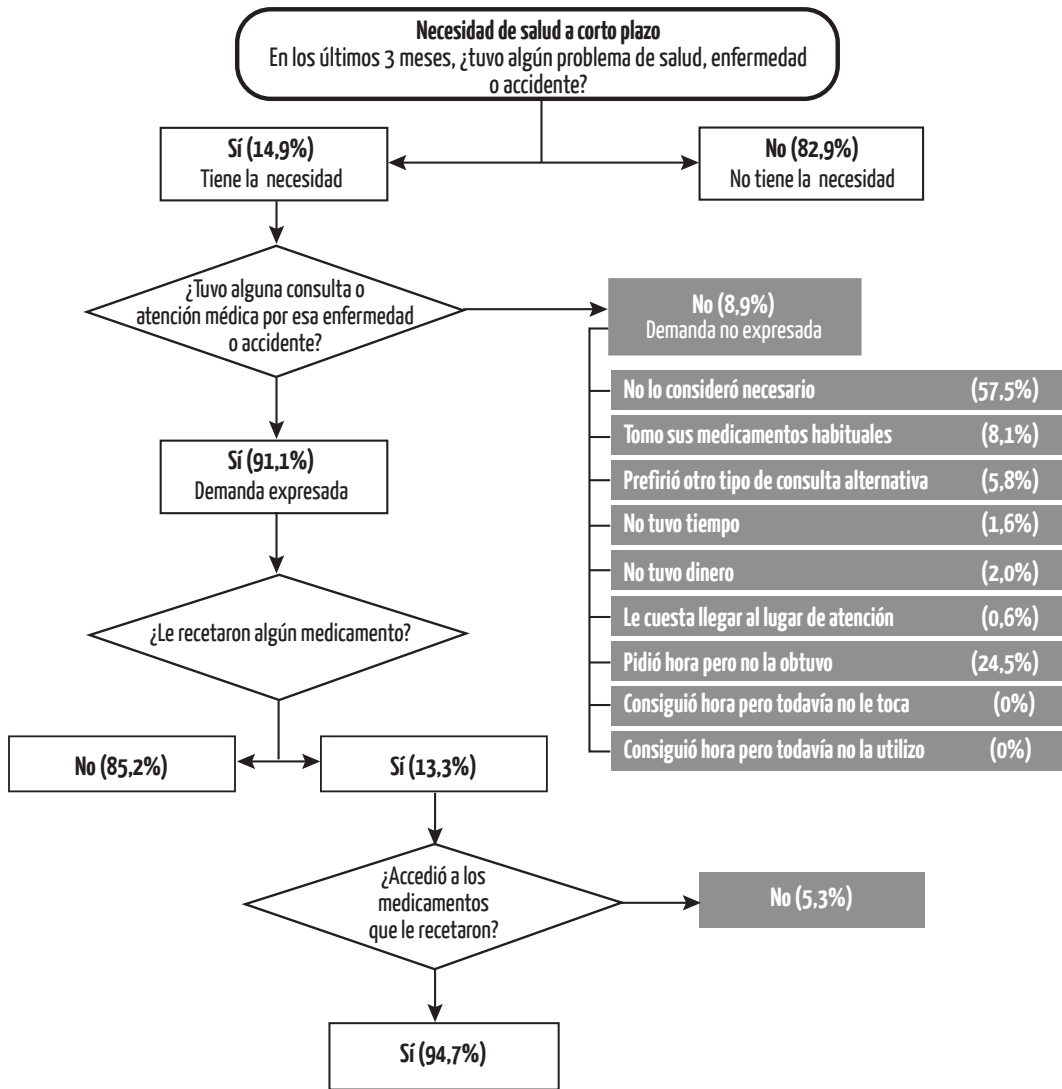 Necesidad de salud a corto plazo
En los últimos 3 meses, ¿tuvo algún problema de salud, enfermedad
o accidente?
Sí (14,9%)
Tiene la necesidad
No (82,9%)
No tiene la necesidad
¿Tuvo alguna consulta o
atención médica por esa enfermedad
o accidente?
No (8,9%)
Demanda no expresada
No lo consideró necesario (57,5%)
Tomo sus medicamentos habituales (8,1%)
Prefirió otro tipo de consulta alternativa (5,8%)
No tuvo tiempo (1,6%)
No tuvo dinero (2,0%)
Le cuesta llegar al lugar de atención (0,6%)
Pidió hora pero no la obtuvo (24,5%)
Consiguió hora pero todavía no le toca (0%)
Consiguió hora pero todavía no la utilizo (0%)
Sí (91,1%)
Demanda expresada
¿Le recetaron algún medicamento?
No (85,2%)
Sí (13,3%)
¿Accedió a los
medicamentos
que le recetaron?
No (5,3%)
Sí (94,7%)